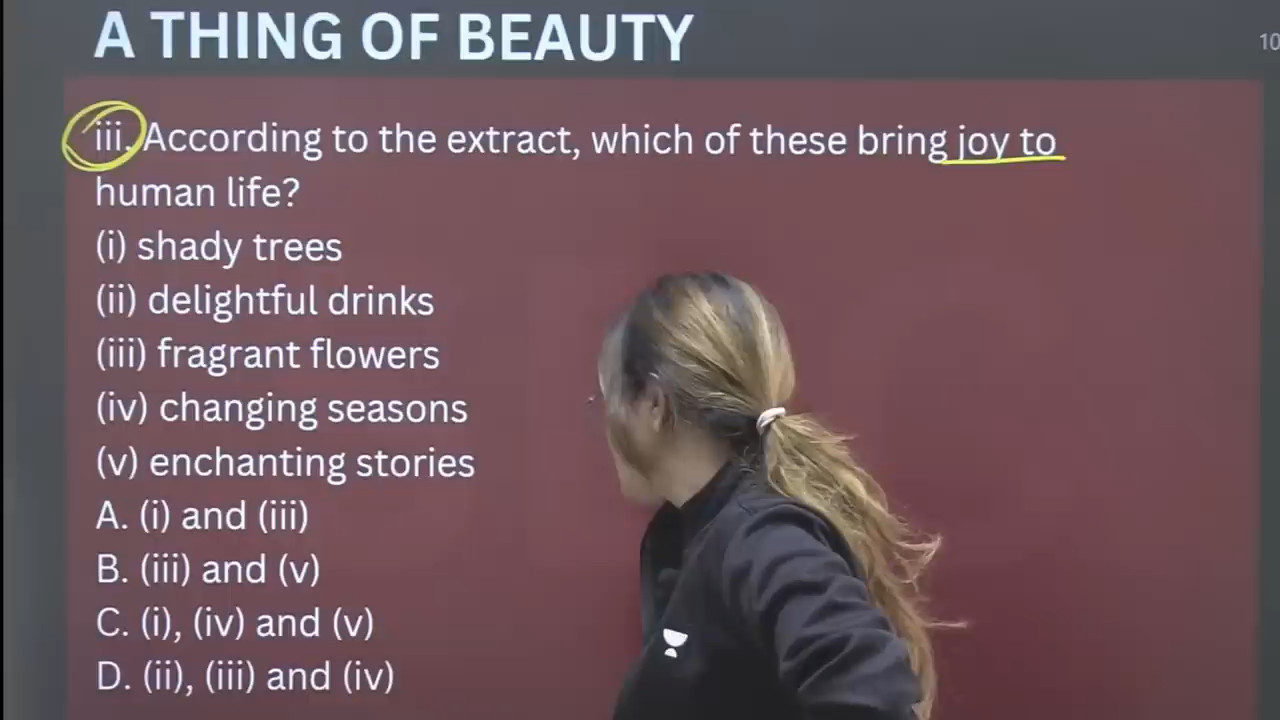 A THING OF BEAUTY
10
iii. According to the extract, which of these bring joy to
human life?
(i) shady trees
(ii) delightful drinks
(iii) fragrant flowers
(iv) changing seasons
(v) enchanting stories
A. (i) and (iii)
B. (iii) and (v)
C. (i), (iv) and (v)
D. (ii), (iii) and (iv)